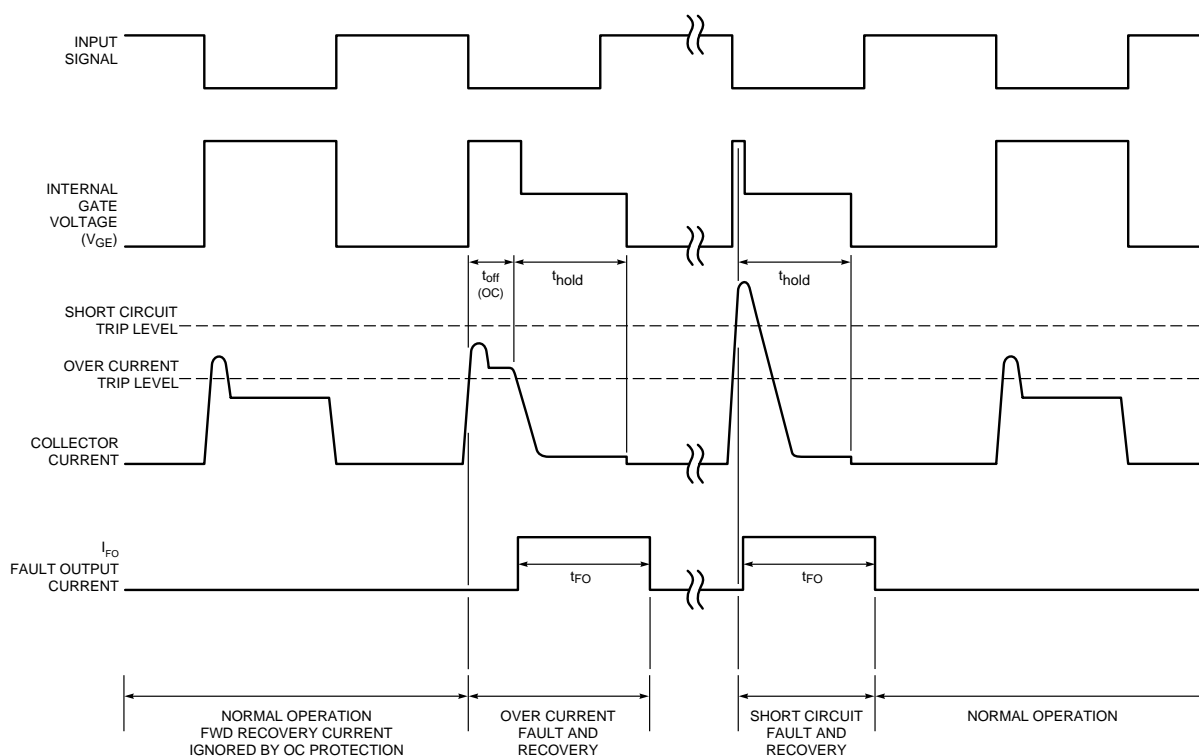 INPUT
SIGNAL
INTERNAL
GATE
VOLTAGE
(VGE)
toff
(OC)
thold
thold
SHORT CIRCUIT
TRIP LEVEL
OVER CURRENT
TRIP LEVEL
COLLECTOR
CURRENT
IFO
FAULT OUTPUT
CURRENT
tFO
tFO
NORMAL OPERATION
FWD RECOVERY CURRENT
IGNORED BY OC PROTECTION
OVER CURRENT
FAULT AND
RECOVERY
SHORT CIRCUIT
FAULT AND
RECOVERY
NORMAL OPERATION